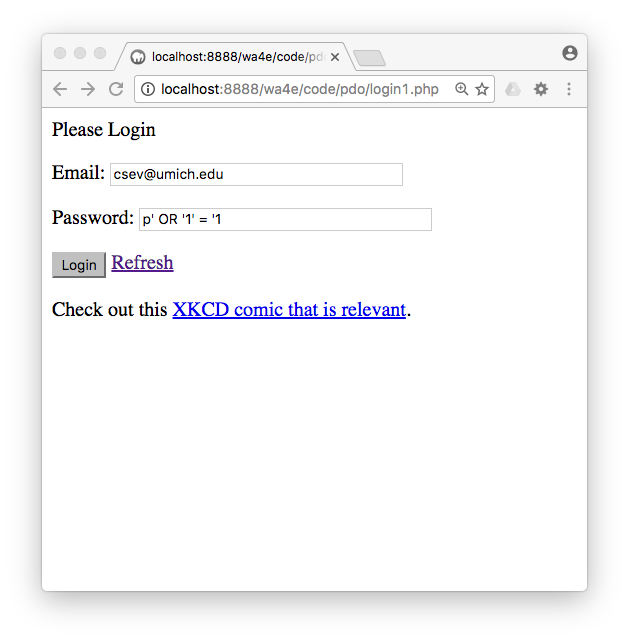 localhost:8888/wa4e/code/pd
localhost:8888/wa4e/code/pdo/login1.php
Please Login
Email: csev@umich.edu
Password: p' OR '1' = '1
Login Refresh
Check out this XKCD comic that is relevant.